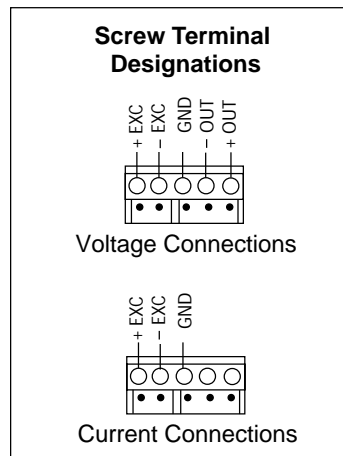 Screw Terminal
Designations
+ EXC
– EXC
GND
– OUT
+ OUT
Voltage Connections
+ EXC
– EXC
GND
Current Connections